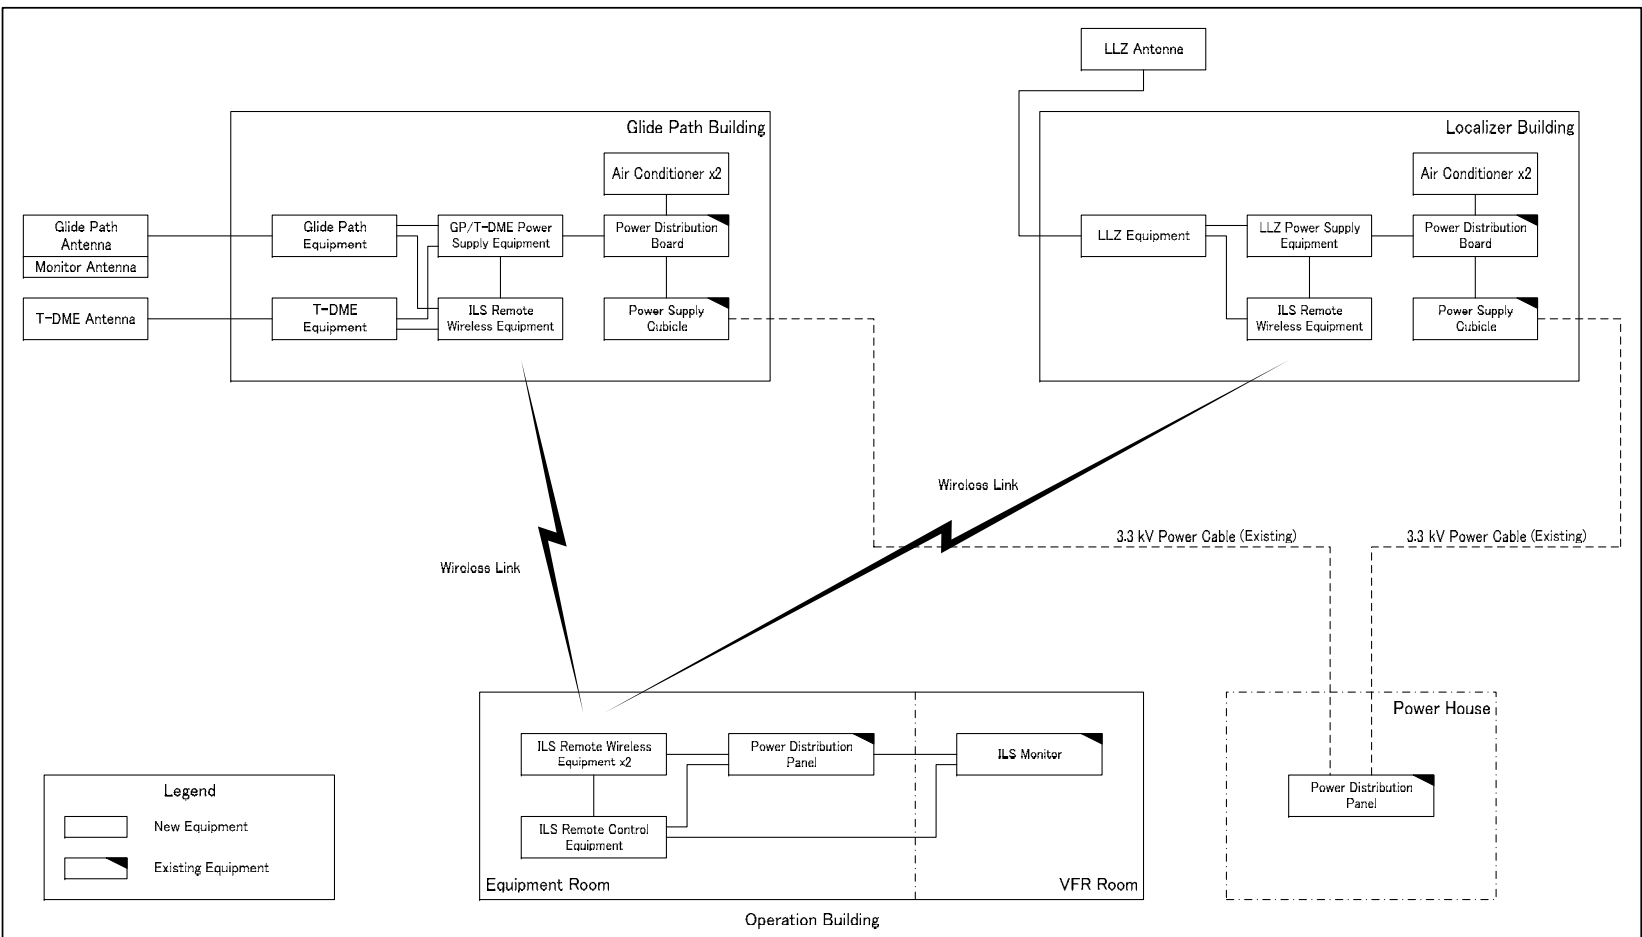 LLZ Antenna
Glide Path Building
Air Conditioner x2
Glide Path
Antenna
Monitor Antenna
T-DME Antenna
Glide Path
Equipment
GP/T-DME Power
Supply Equipment
Power Distribution
Board
T-DME
Equipment
ILS Remote
Wireless Equipment
Power Supply
Cubicle
Localizer Building
Air Conditioner x2
LLZ Equipment
LLZ Power Supply
Equipment
Power Distribution
Board
ILS Remote
Wireless Equipment
Power Supply
Cubicle
Wireless Link
Wireless Link
3.3 kV Power Cable (Existing)
3.3 kV Power Cable (Existing)
ILS Remote Wireless
Equipment x2
Power Distribution
Panel
ILS Monitor
ILS Remote Control
Equipment
Equipment Room
VFR Room
Operation Building
Power House
Power Distribution
Panel
Legend
New Equipment
Existing Equipment